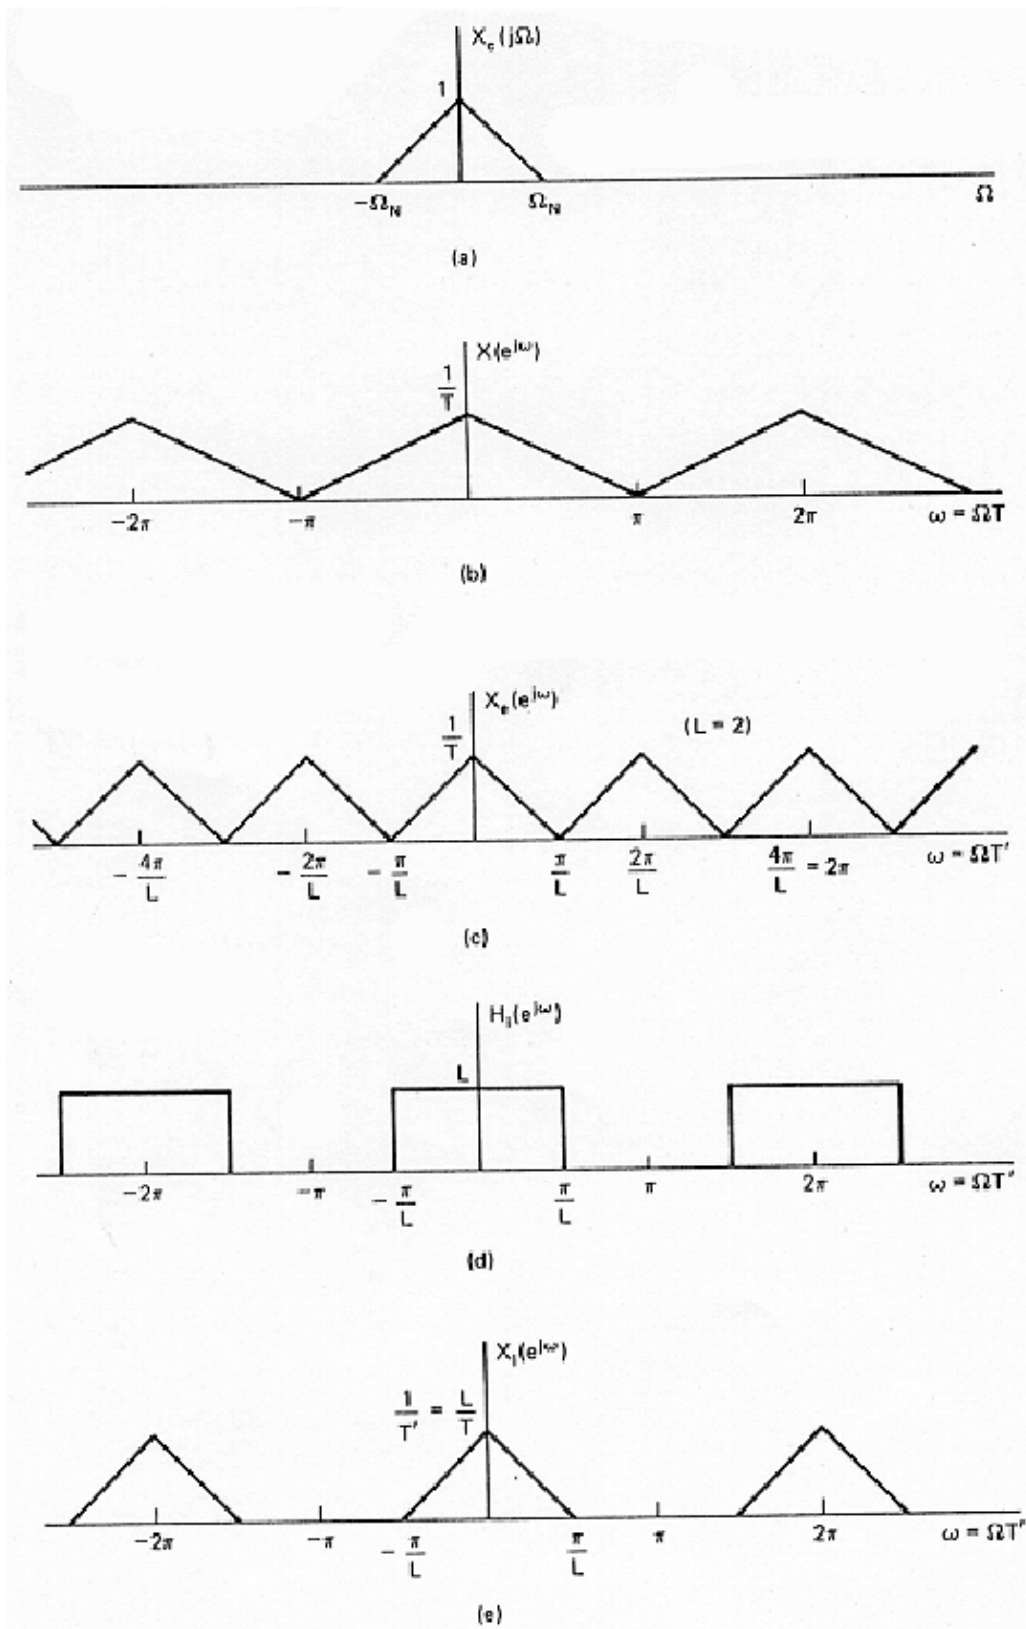 X_c (jΩ)
1
-Ω_N Ω_N Ω
(a)
X(e^{jω})
1/T
-2π -π π 2π ω = ΩT
(b)
X_e (e^{jω})
1/T (L = 2)
- 4π/L - 2π/L - π/L π/L 2π/L 4π/L = 2π ω = ΩT'
(c)
H_i (e^{jω})
L
-2π -π - π/L π/L π 2π ω = ΩT'
(d)
X_i (e^{jω})
1/T' = L/T
-2π -π - π/L π/L π 2π ω = ΩT'
(e)